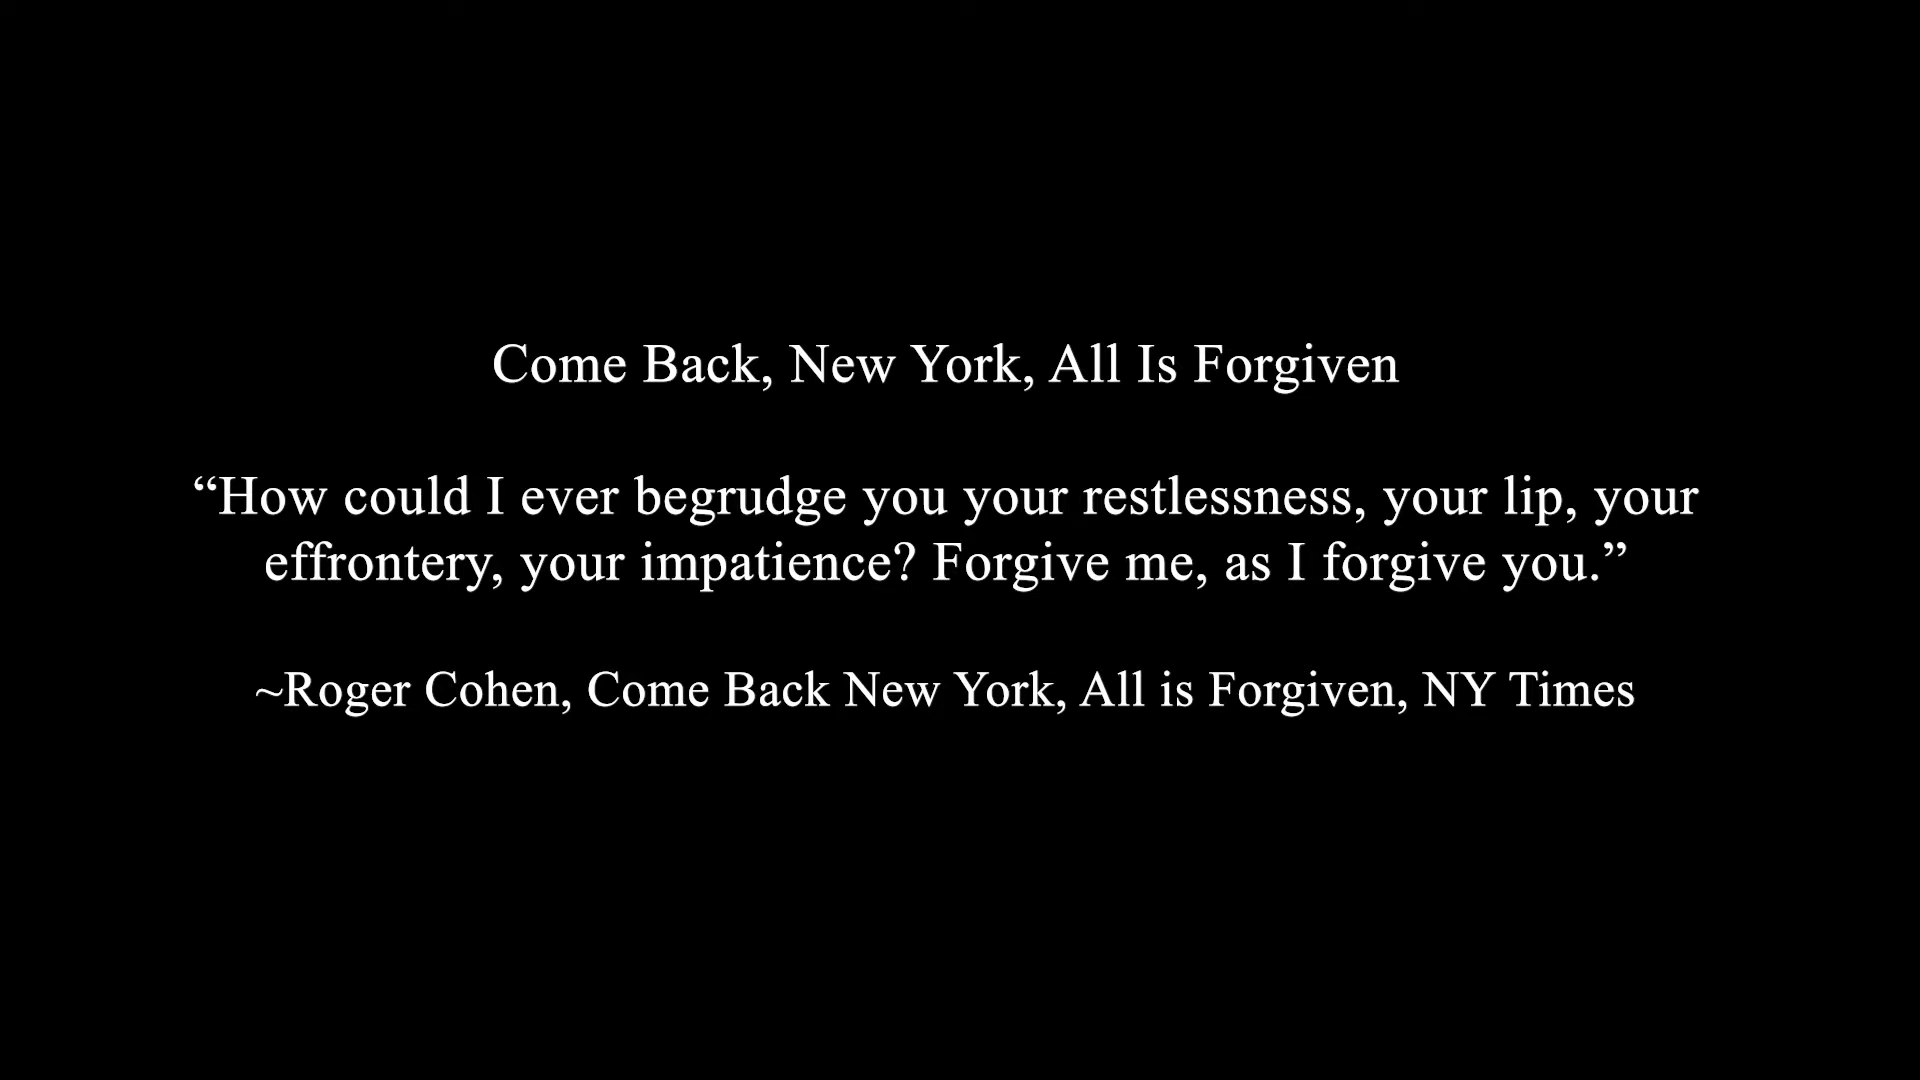 Come Back, New York, All Is Forgiven
“How could I ever begrudge you your restlessness, your lip, your
effrontery, your impatience? Forgive me, as I forgive you.”
~Roger Cohen, Come Back New York, All is Forgiven, NY Times